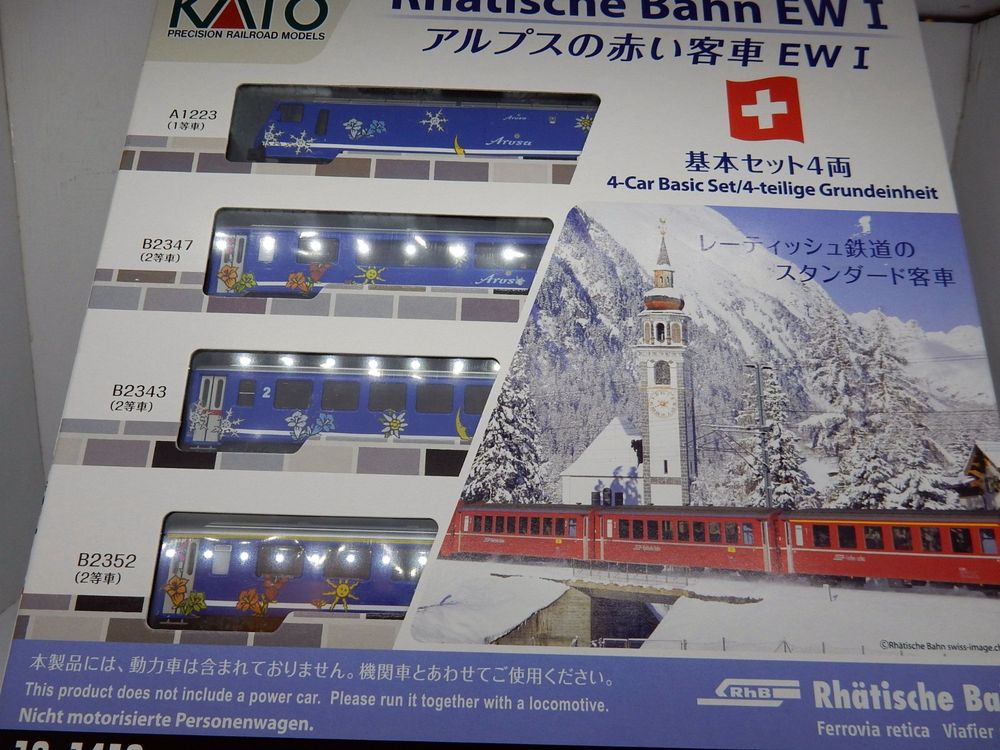 KATO
PRECISION RAILROAD MODELS
Rhätische Bahn EW I
アルプスの赤い客車 EW I
基本セット4両
4-Car Basic Set/4-teilige Grundeinheit
レーティッシュ鉄道の
スタンダード客車
A1223
(1等車)
Arosa
Arosa
B2347
(2等車)
Arosa
B2343
(2等車)
2
B2352
(2等車)
©Rhätische Bahn swiss-image.ch
本製品には、動力車は含まれておりません。機関車とあわせてご使用ください。
This product does not include a power car. Please run it together with a locomotive.
Nicht motorisierte Personenwagen.
RhB
Rhätische Ba
Ferrovia retica Viafier